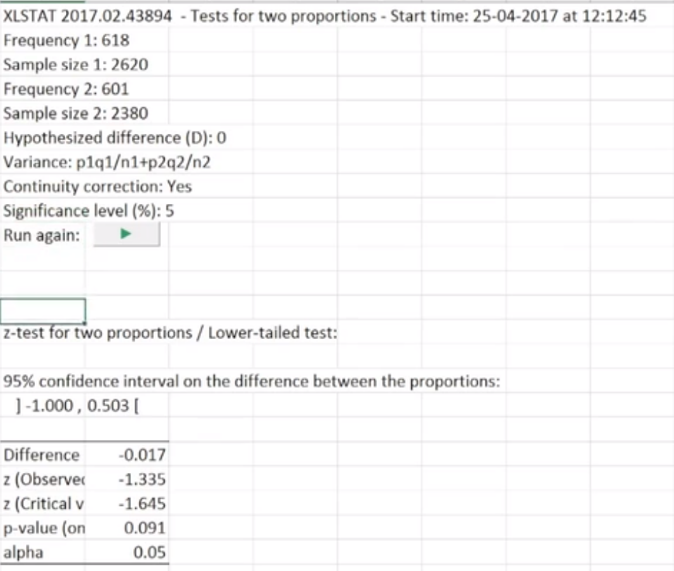 XLSTAT 2017.02.43894 - Tests for two proportions - Start time: 25-04-2017 at 12:12:45
Frequency 1: 618
Sample size 1: 2620
Frequency 2: 601
Sample size 2: 2380
Hypothesized difference (D): 0
Variance: p1q1/n1+p2q2/n2
Continuity correction: Yes
Significance level (%): 5
Run again:
z-test for two proportions / Lower-tailed test:
95% confidence interval on the difference between the proportions:
] -1.000 , 0.503 [
Difference -0.017
z (Observec -1.335
z (Critical v -1.645
p-value (on 0.091
alpha 0.05